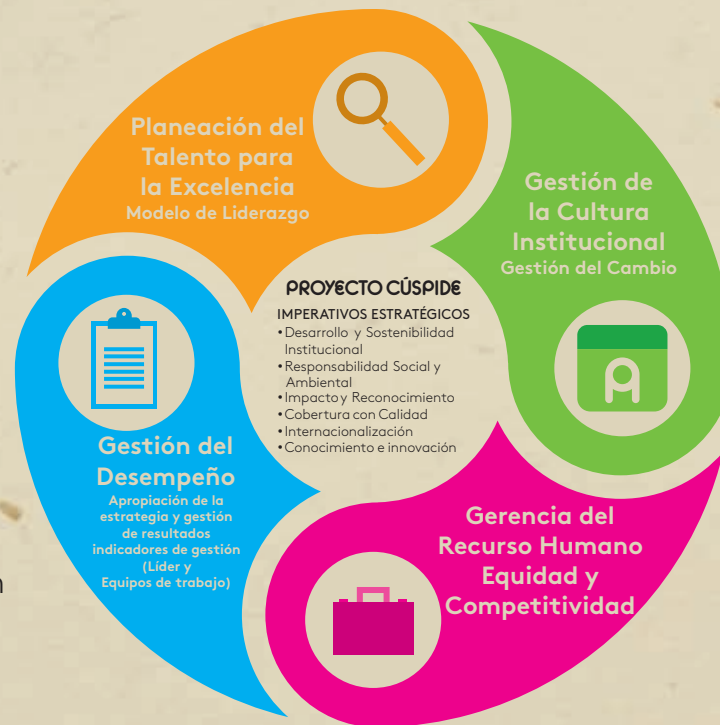 Planeación del
Talento para
la Excelencia
Modelo de Liderazgo
Gestión de
la Cultura
Institucional
Gestión del Cambio
PROYECTO CÚSPIDE
IMPERATIVOS ESTRATÉGICOS
• Desarrollo y Sostenibilidad
Institucional
• Responsabilidad Social y
Ambiental
• Impacto y Reconocimiento
• Cobertura con Calidad
• Internacionalización
• Conocimiento e innovación
Gestión del
Desempeño
Apropiación de la
estrategia y gestión
de resultados
indicadores de gestión
(Líder y
Equipos de trabajo)
Gerencia del
Recurso Humano
Equidad y
Competitividad